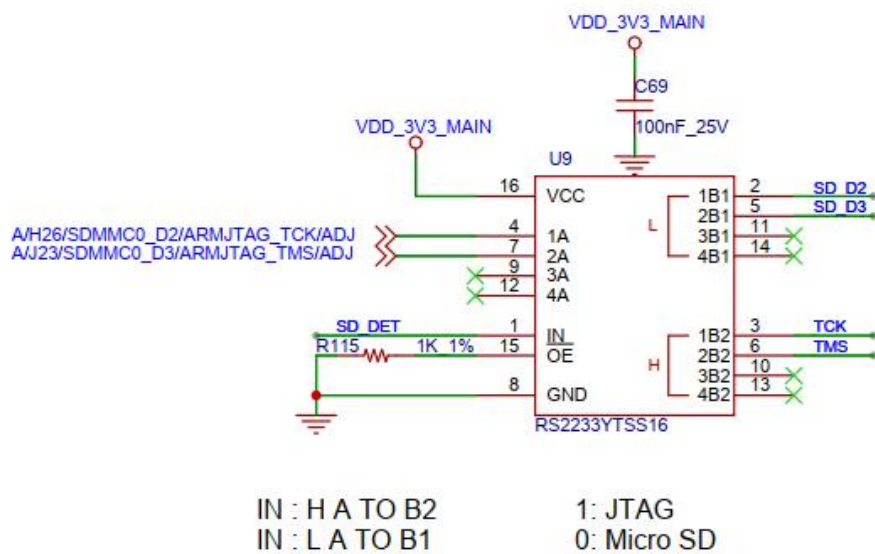 VDD_3V3_MAIN
C69
100nF_25V
VDD_3V3_MAIN
U9
16 VCC 1B1 2 SD_D2
2B1 5 SD_D3
A/H26/SDMMC0_D2/ARMJTAG_TCK/ADJ 4 1A L 3B1 11
A/J23/SDMMC0_D3/ARMJTAG_TMS/ADJ 7 2A 4B1 14
9 3A
12 4A
SD_DET 1 IN 1B2 3 TCK
R115 1K 1% 15 OE 2B2 6 TMS
H 3B2 10
8 GND 4B2 13
RS2233YTSS16
IN : H A TO B2 1: JTAG
IN : L A TO B1 0: Micro SD